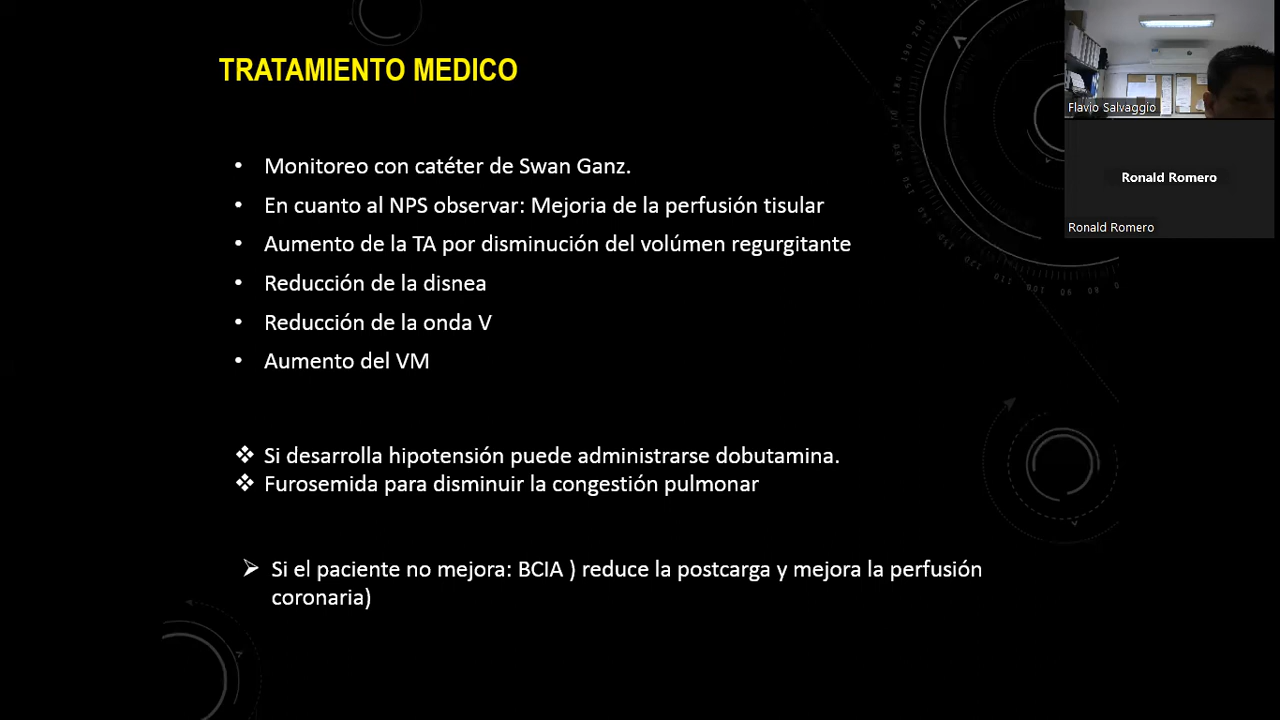 TRATAMIENTO MEDICO
• Monitoreo con catéter de Swan Ganz.
• En cuanto al NPS observar: Mejoria de la perfusión tisular
• Aumento de la TA por disminución del volúmen regurgitante
• Reducción de la disnea
• Reducción de la onda V
• Aumento del VM
❖ Si desarrolla hipotensión puede administrarse dobutamina.
❖ Furosemida para disminuir la congestión pulmonar
➢ Si el paciente no mejora: BCIA ) reduce la postcarga y mejora la perfusión
coronaria)
Flavio Salvaggio
Ronald Romero
Ronald Romero